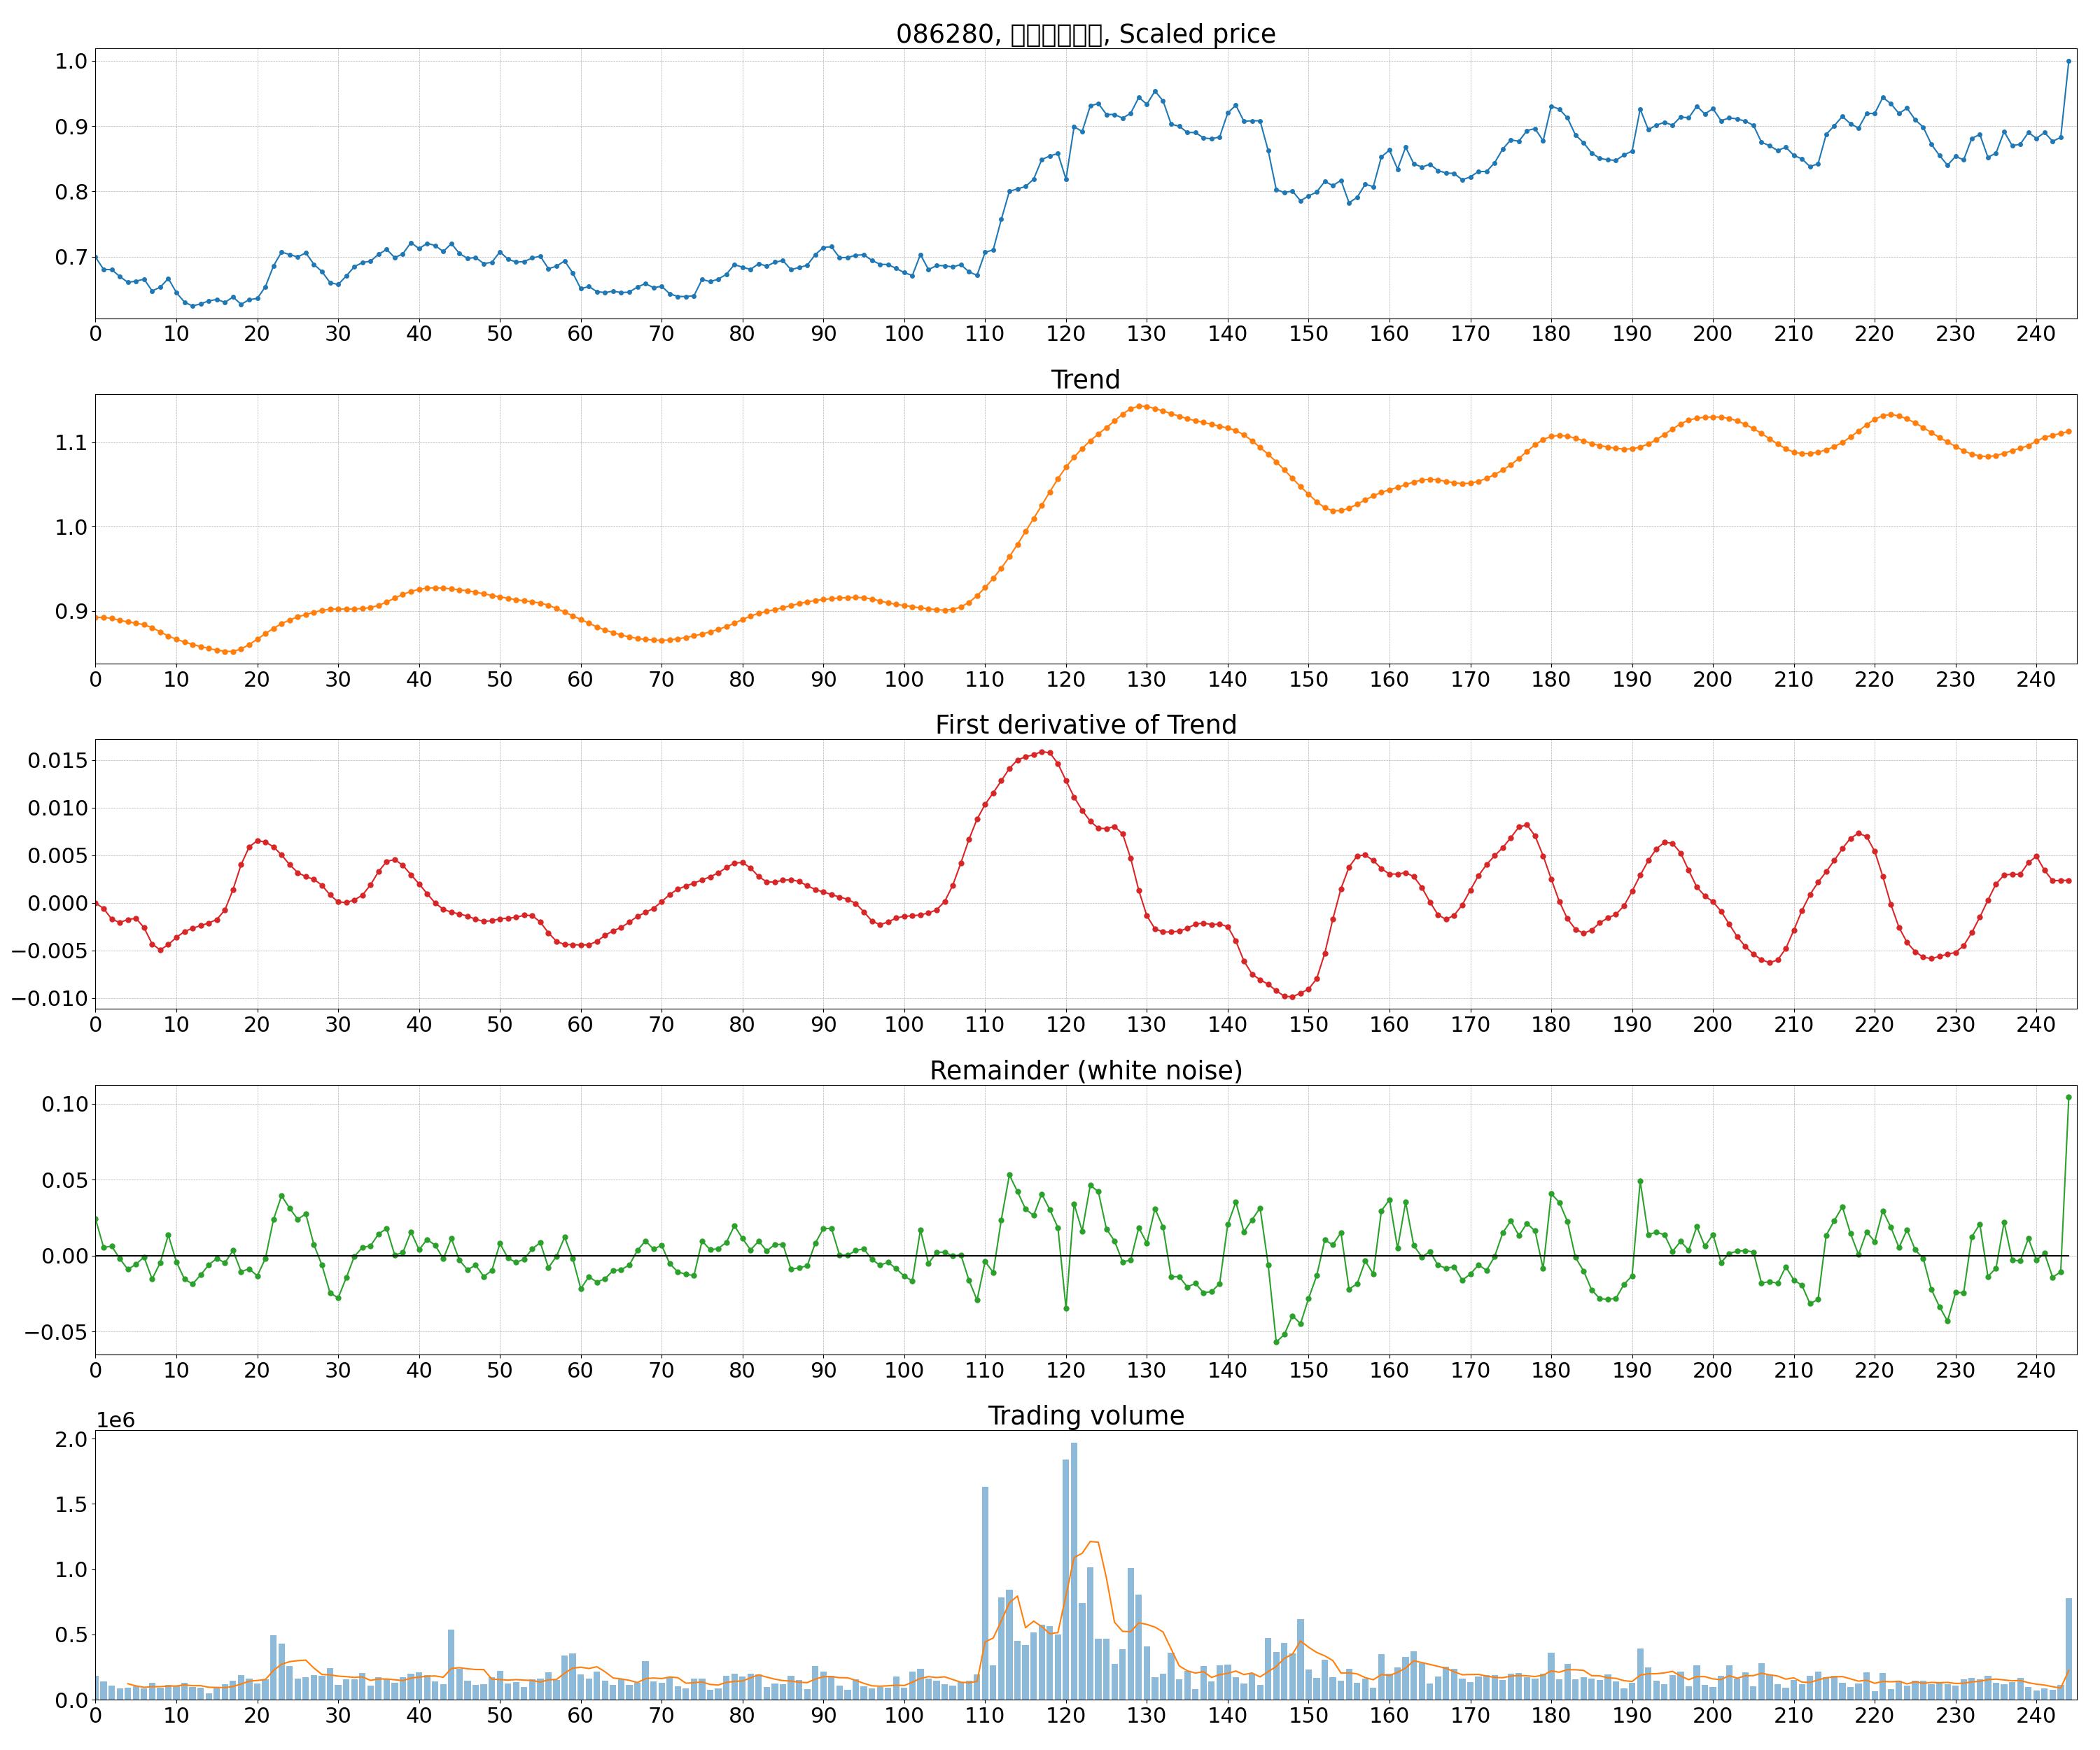 086280, □□□□□□, Scaled price
1.0
0.9
0.8
0.7
0 10 20 30 40 50 60 70 80 90 100 110 120 130 140 150 160 170 180 190 200 210 220 230 240
Trend
1.1
1.0
0.9
0 10 20 30 40 50 60 70 80 90 100 110 120 130 140 150 160 170 180 190 200 210 220 230 240
First derivative of Trend
0.015
0.010
0.005
0.000
−0.005
−0.010
0 10 20 30 40 50 60 70 80 90 100 110 120 130 140 150 160 170 180 190 200 210 220 230 240
Remainder (white noise)
0.10
0.05
0.00
−0.05
0 10 20 30 40 50 60 70 80 90 100 110 120 130 140 150 160 170 180 190 200 210 220 230 240
Trading volume
1e6
2.0
1.5
1.0
0.5
0.0
0 10 20 30 40 50 60 70 80 90 100 110 120 130 140 150 160 170 180 190 200 210 220 230 240